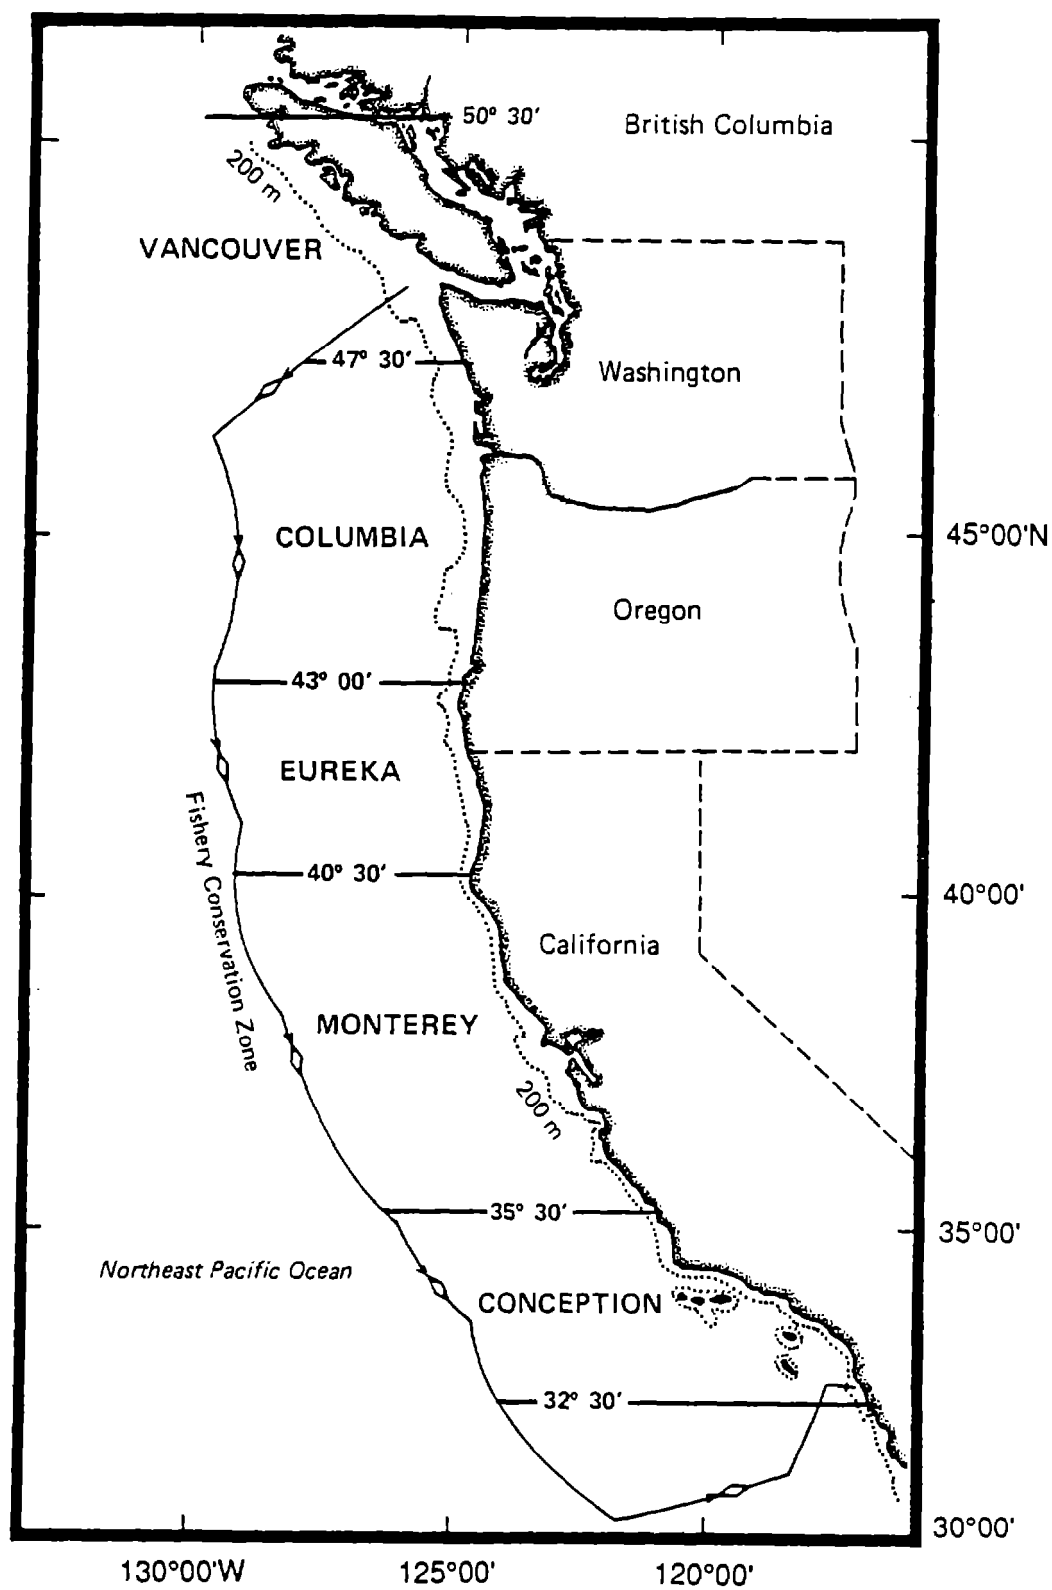 50° 30'
British Columbia
200 m
VANCOUVER
47° 30'
Washington
COLUMBIA
45°00'N
Oregon
43° 00'
EUREKA
Fishery Conservation Zone
40° 30'
40°00'
California
MONTEREY
200 m
35° 30'
35°00'
Northeast Pacific Ocean
CONCEPTION
32° 30'
30°00'
130°00'W
125°00'
120°00'